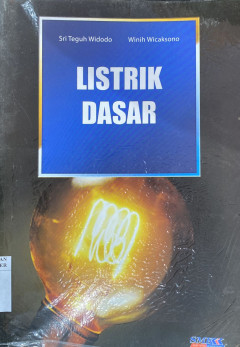 Sri Teguh Widodo Winih Wicaksono
LISTRIK
DASAR